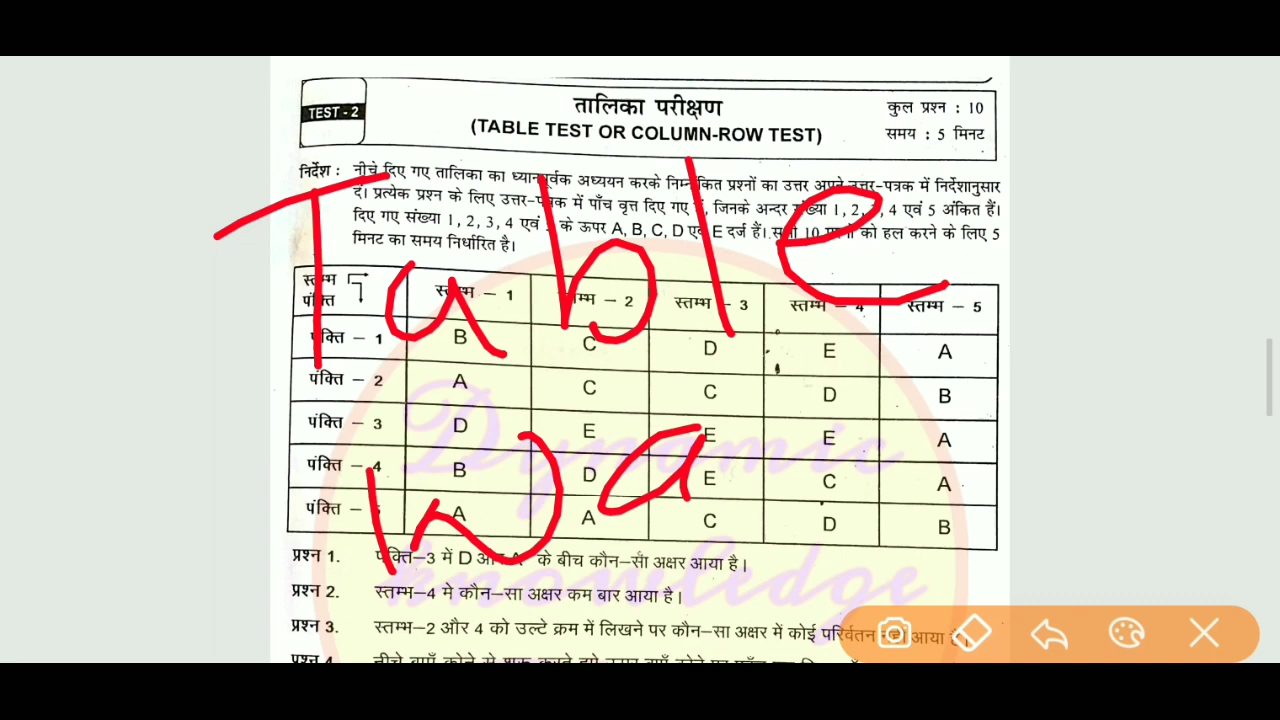 TEST - 2
तालिका परीक्षण
(TABLE TEST OR COLUMN-ROW TEST)
कुल प्रश्न : 10
समय : 5 मिनट
निर्देश : नीचे दिए गए तालिका का ध्यानपूर्वक अध्ययन करके निम्नांकित प्रश्नों का उत्तर अपने उत्तर-पत्रक में निर्देशानुसार
दें। प्रत्येक प्रश्न के लिए उत्तर-पत्रक में पाँच वृत्त दिए गए हैं, जिनके अन्दर संख्या 1, 2, 3, 4 एवं 5 अंकित हैं।
दिए गए संख्या 1, 2, 3, 4 एवं 5 के ऊपर A, B, C, D एवं E दर्ज हैं। सभी 10 प्रश्नों को हल करने के लिए 5
मिनट का समय निर्धारित है।
Table
स्तम्भ पंक्ति स्तम्भ - 1 स्तम्भ - 2 स्तम्भ - 3 स्तम्भ - 4 स्तम्भ - 5
पंक्ति - 1 B C D E A
पंक्ति - 2 A C C D B
पंक्ति - 3 D E E E A
पंक्ति - 4 B D E C A
पंक्ति - 5 A A C D B
Dynamic
knowledge
प्रश्न 1. पंक्ति-3 में D और A के बीच कौन-सा अक्षर आया है।
प्रश्न 2. स्तम्भ-4 मे कौन-सा अक्षर कम बार आया है।
प्रश्न 3. स्तम्भ-2 और 4 को उल्टे क्रम में लिखने पर कौन-सा अक्षर में कोई परिर्वतन नहीं आया है।
प्रश्न 4.